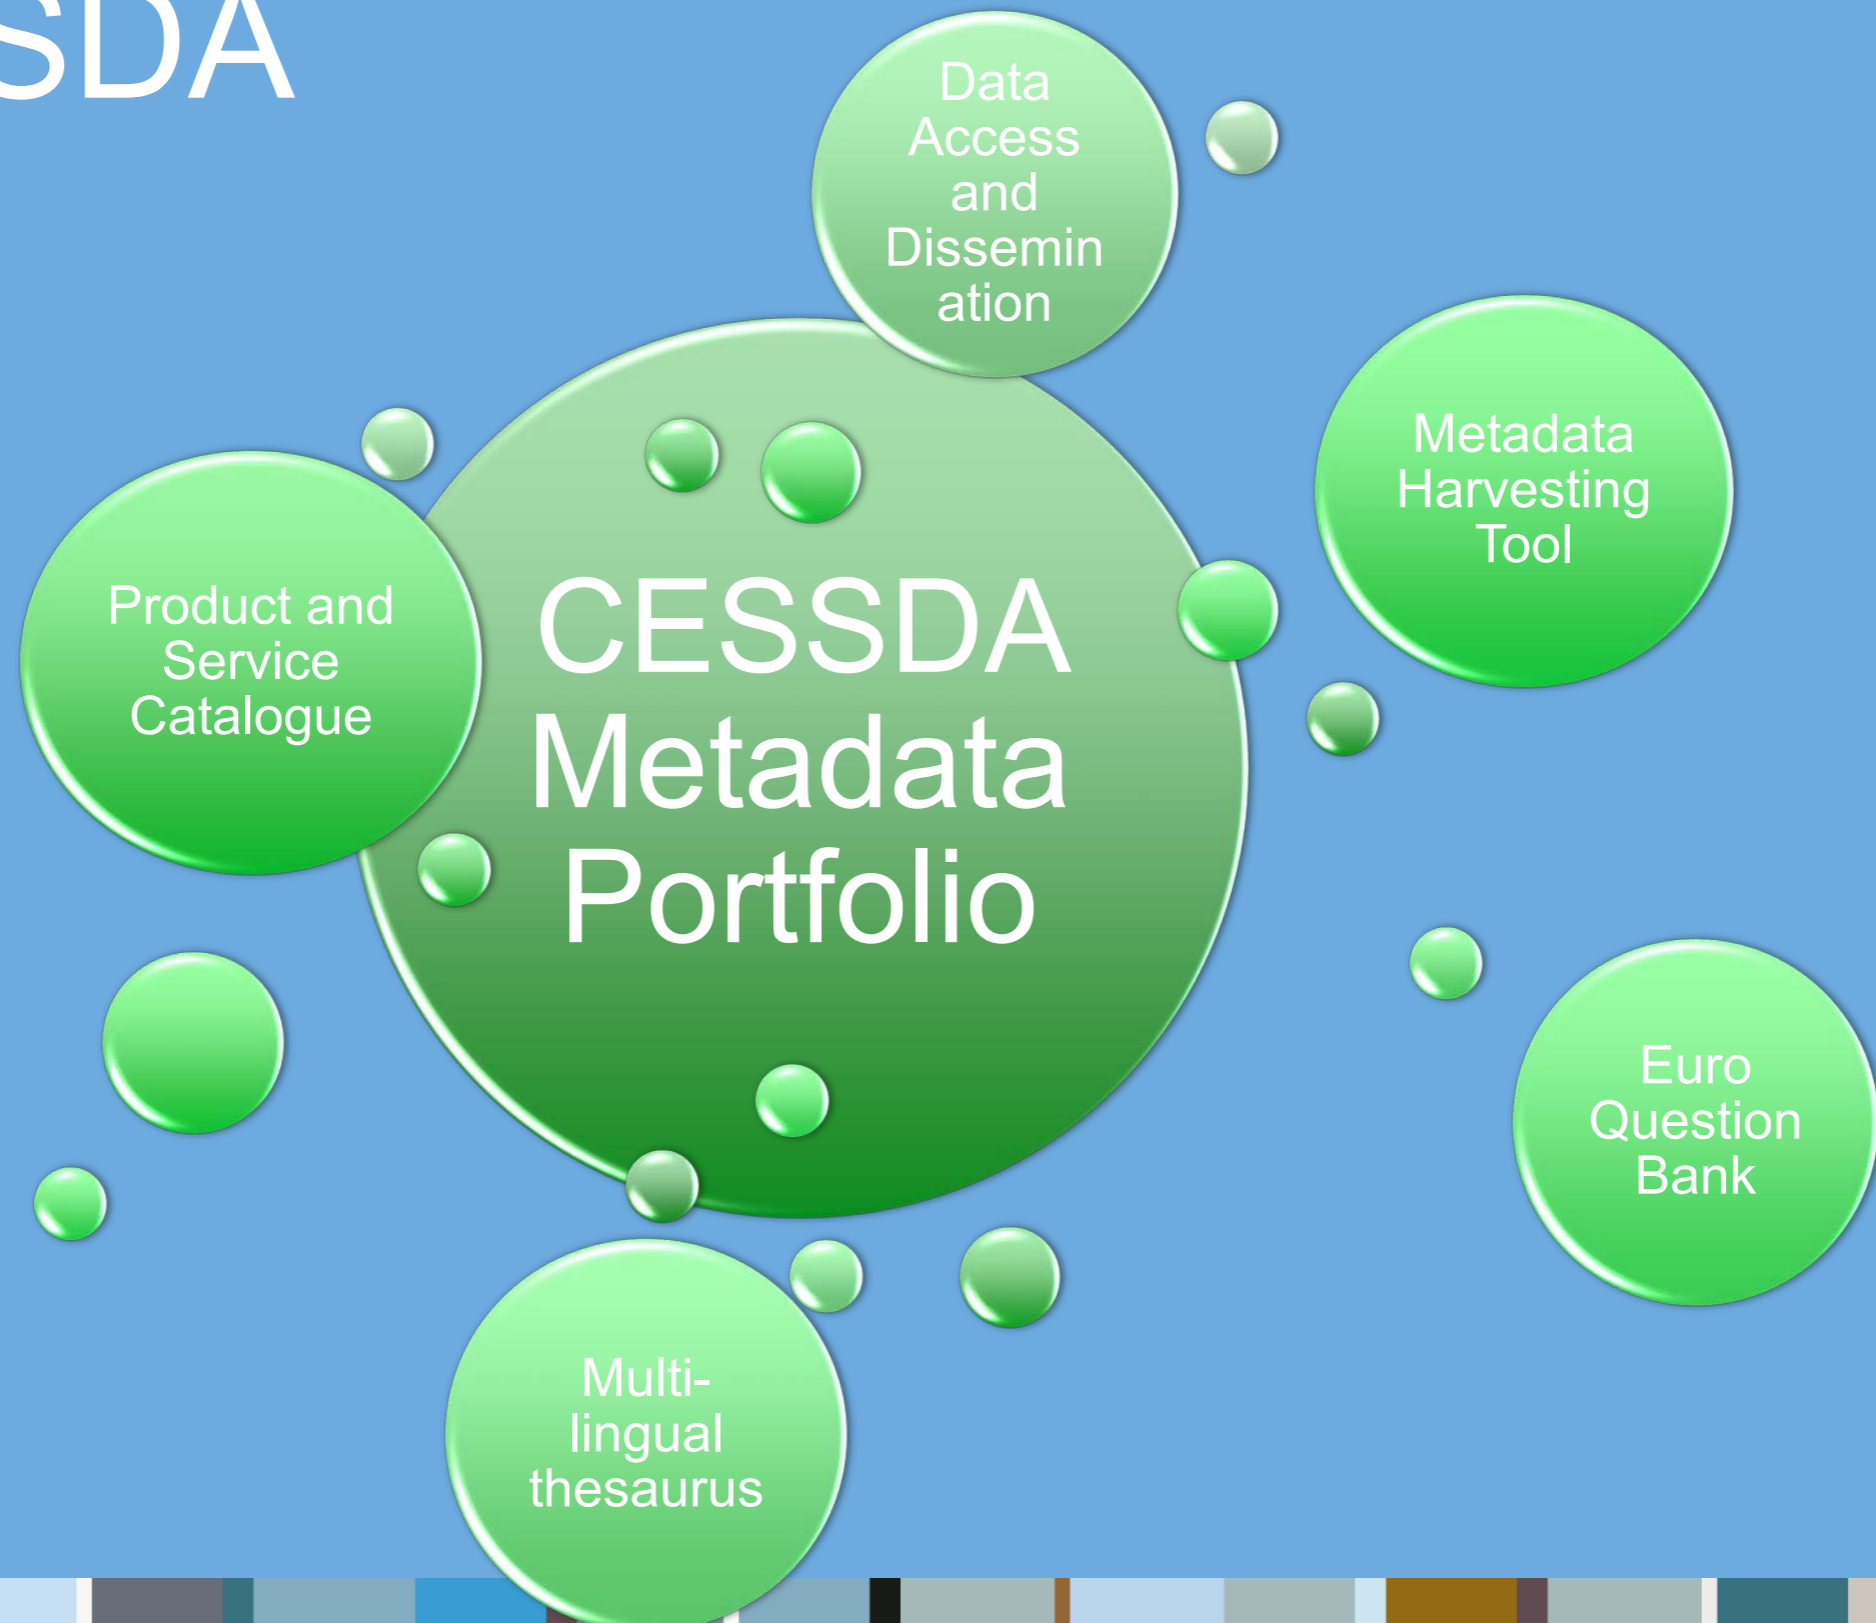 SDA
Data
Access
and
Dissemin
ation
Metadata
Harvesting
Tool
Product and
Service
Catalogue
CESSDA
Metadata
Portfolio
Euro
Question
Bank
Multi-
lingual
thesaurus